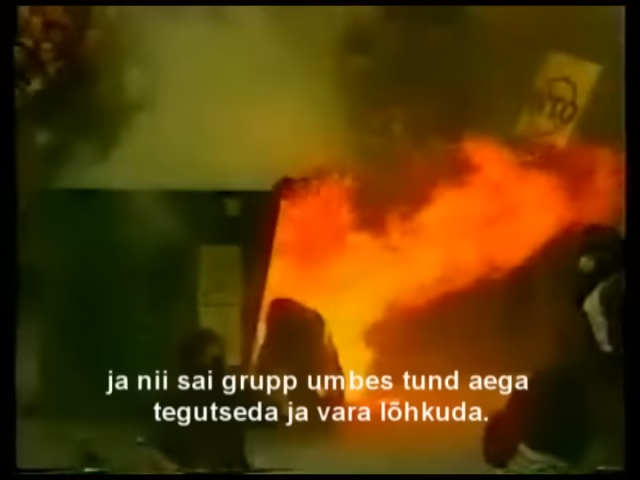 ja nii sai grupp umbes tund aega
tegutseda ja vara lõhkuda.